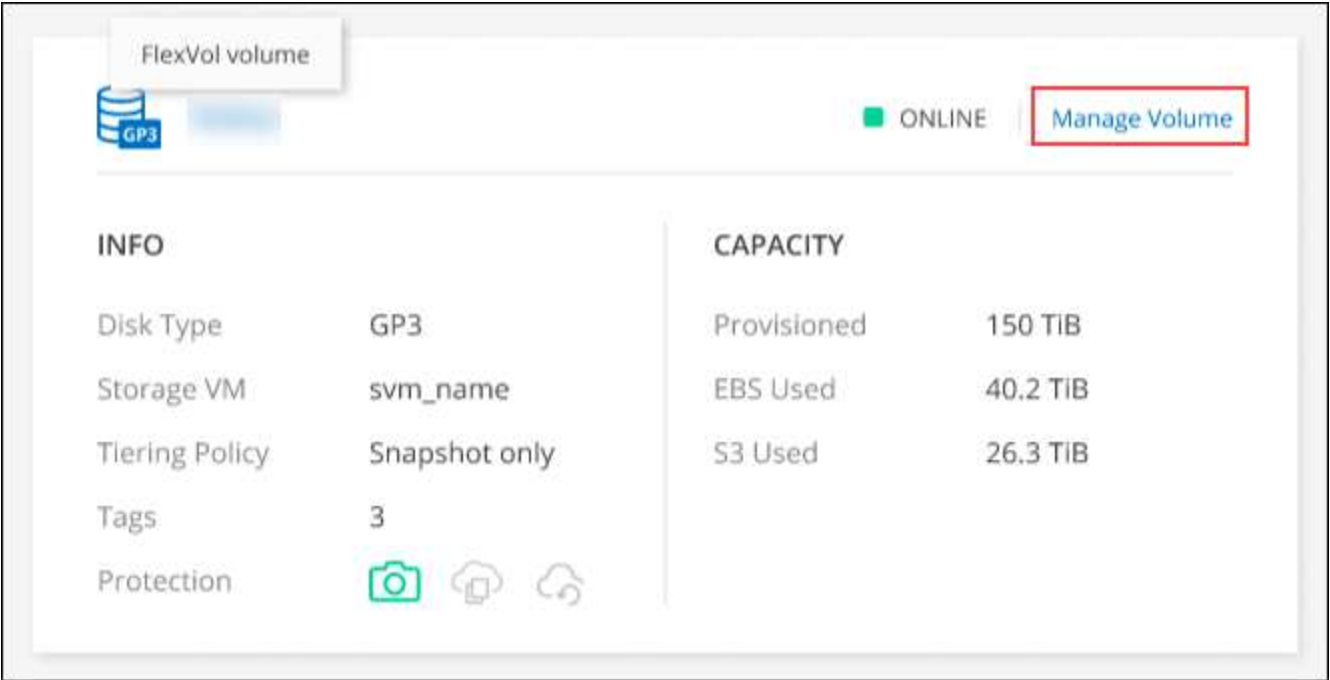 FlexVol volume
GP3
ONLINE
Manage Volume
INFO
Disk Type GP3
Storage VM svm_name
Tiering Policy Snapshot only
Tags 3
Protection
CAPACITY
Provisioned 150 TiB
EBS Used 40.2 TiB
S3 Used 26.3 TiB